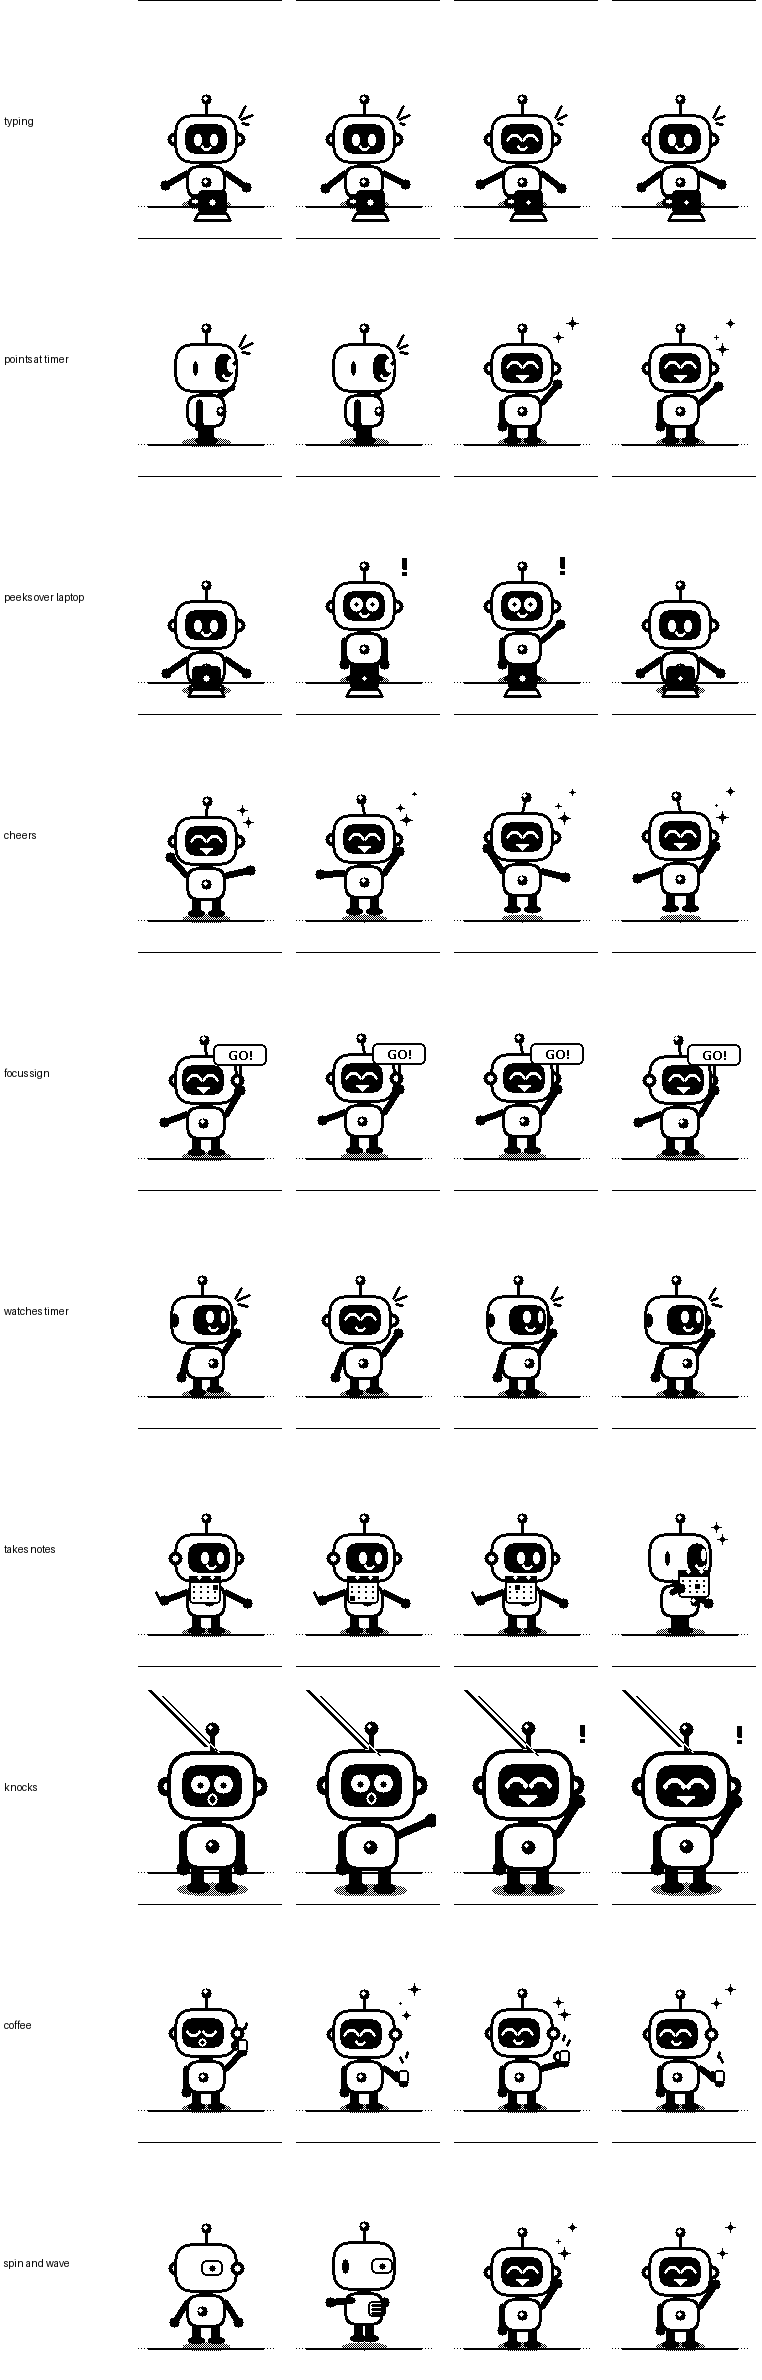 typing
points at timer
!
!
peeks over laptop
cheers
GO!
GO!
GO!
GO!
focus sign
watches timer
takes notes
!
!
knocks
coffee
spin and wave